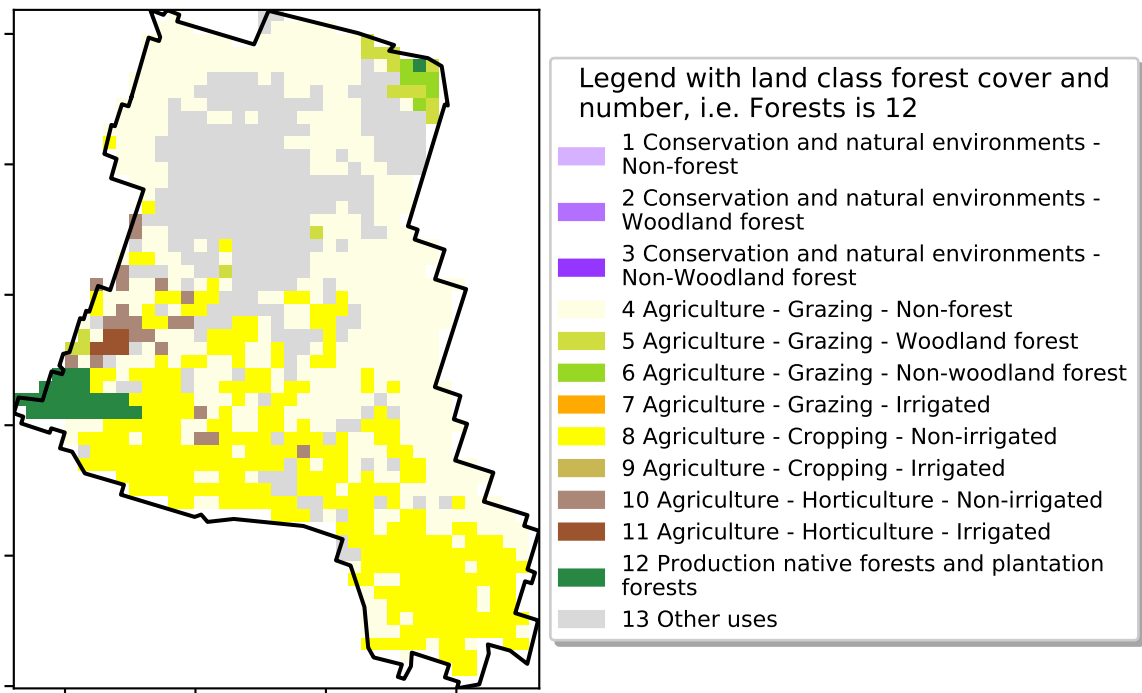 Legend with land class forest cover and
number, i.e. Forests is 12
1 Conservation and natural environments -
Non-forest
2 Conservation and natural environments -
Woodland forest
3 Conservation and natural environments -
Non-Woodland forest
4 Agriculture - Grazing - Non-forest
5 Agriculture - Grazing - Woodland forest
6 Agriculture - Grazing - Non-woodland forest
7 Agriculture - Grazing - Irrigated
8 Agriculture - Cropping - Non-irrigated
9 Agriculture - Cropping - Irrigated
10 Agriculture - Horticulture - Non-irrigated
11 Agriculture - Horticulture - Irrigated
12 Production native forests and plantation
forests
13 Other uses